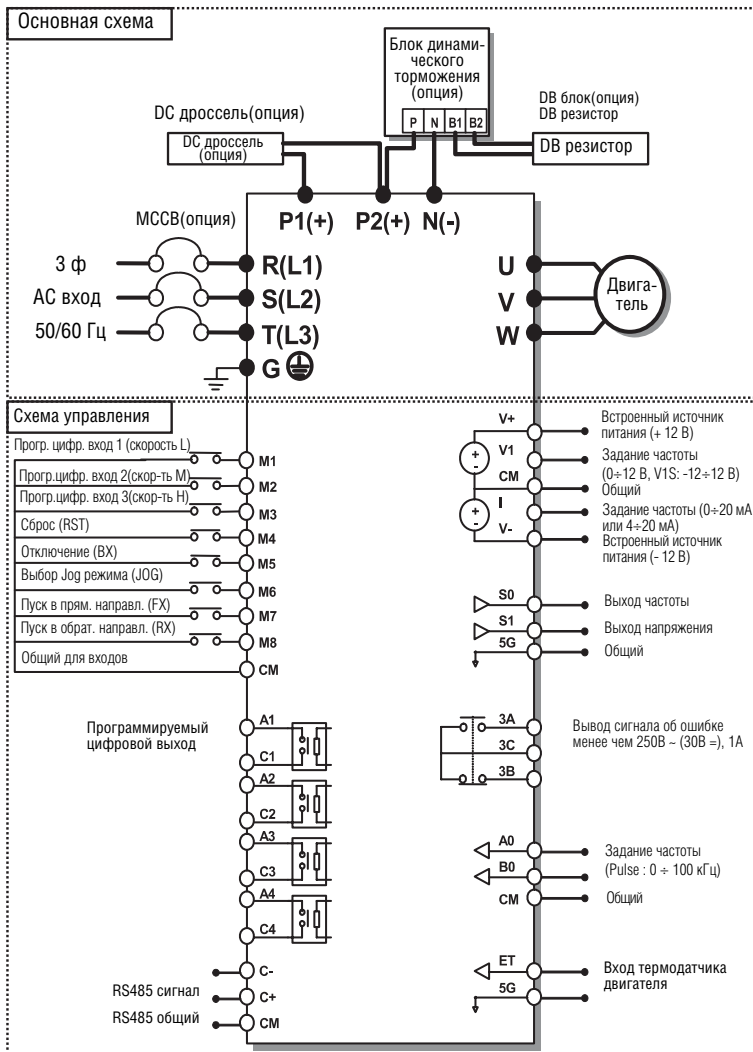 Основная схема
Блок динами-
ческого
торможения
(опция)
P N B1 B2
DC дроссель(опция)
DC дроссель
(опция)
DB блок(опция)
DB резистор
DB резистор
P1(+) P2(+) N(-)
MCCB(опция)
3 ф
AC вход
50/60 Гц
R(L1)
S(L2)
T(L3)
G
U
V
W
Двига-
тель
Схема управления
Прогр. цифр. вход 1 (скорость L)
M1
Прогр.цифр. вход 2(скор-ть M)
M2
Прогр.цифр. вход 3(скор-ть H)
M3
Сброс (RST)
M4
Отключение (BX)
M5
Выбор Jog режима (JOG)
M6
Пуск в прям. направл. (FX)
M7
Пуск в обрат. направл. (RX)
M8
Общий для входов
CM
V+
Встроенный источник
питания (+ 12 В)
V1
Задание частоты
(0÷12 В, V1S: -12÷12 В)
CM
Общий
I
Задание частоты (0÷20 мА
или 4÷20 мА)
V-
Встроенный источник
питания (- 12 В)
S0
Выход частоты
S1
Выход напряжения
5G
Общий
Программируемый
цифровой выход
A1
C1
A2
C2
A3
C3
A4
C4
3A
3C
3B
Вывод сигнала об ошибке
менее чем 250В ~ (30В =), 1А
A0
B0
Задание частоты
(Pulse : 0 ÷ 100 кГц)
CM
Общий
RS485 сигнал
C-
C+
RS485 общий
CM
ET
5G
Вход термодатчика
двигателя